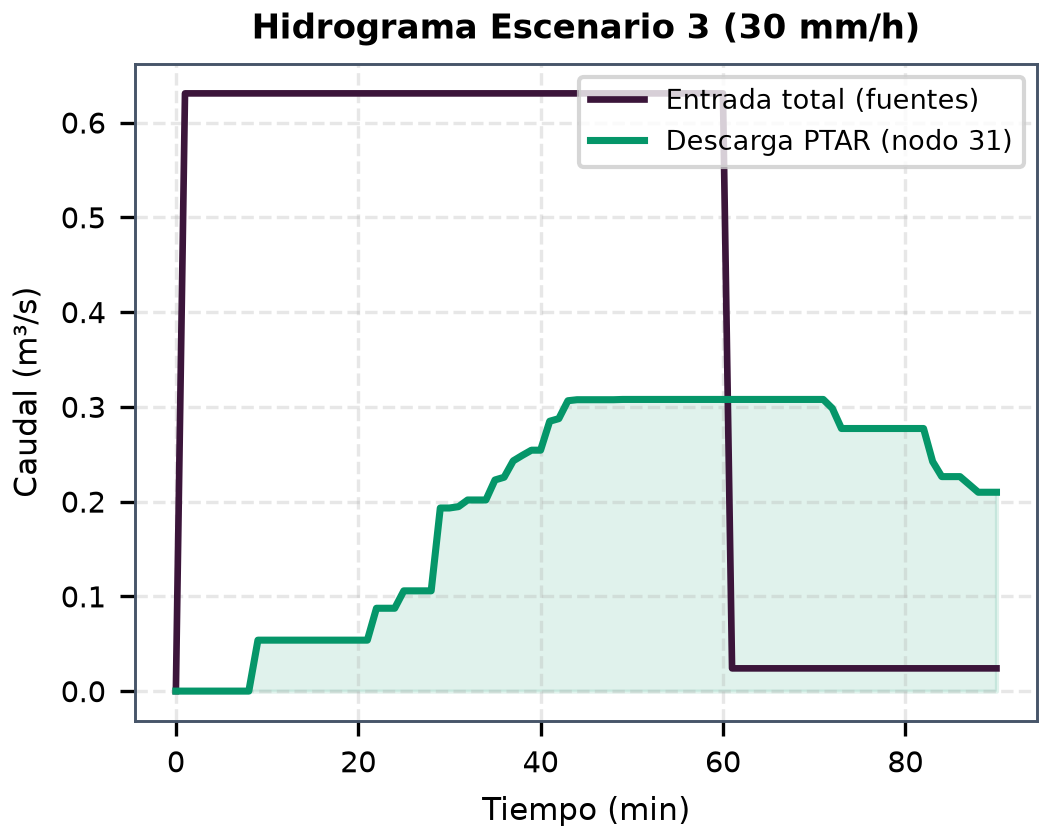 Hidrograma Escenario 3 (30 mm/h)
Entrada total (fuentes)
Descarga PTAR (nodo 31)
Caudal (m³/s)
0.6
0.5
0.4
0.3
0.2
0.1
0.0
0 20 40 60 80
Tiempo (min)